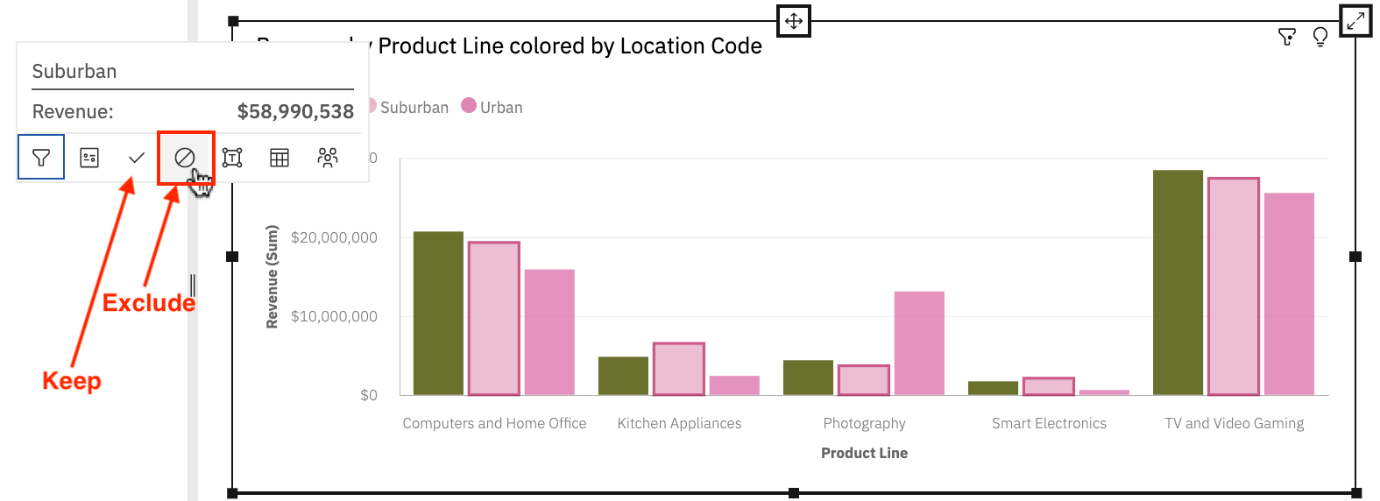 Product Line colored by Location Code
Suburban
Revenue: $58,990,538
Suburban Urban
T
$20,000,000
$10,000,000
$0
Revenue (Sum)
Exclude
Keep
Computers and Home Office Kitchen Appliances Photography Smart Electronics TV and Video Gaming
Product Line